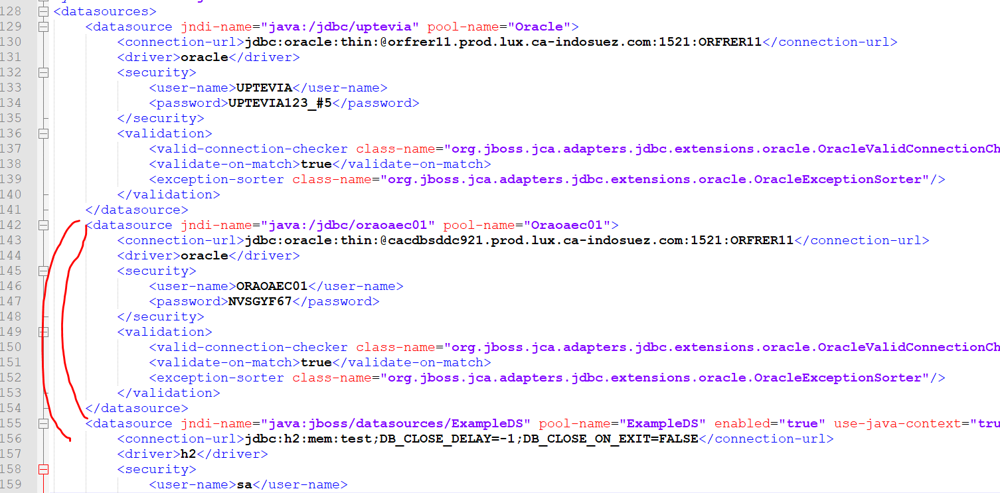 128 <datasources>
129 <datasource jndi-name="java:/jdbc/uptevia" pool-name="Oracle">
130 <connection-url>jdbc:oracle:thin:@orfrer11.prod.lux.ca-indosuez.com:1521:ORFRER11</connection-url>
131 <driver>oracle</driver>
132 <security>
133 <user-name>UPTEVIA</user-name>
134 <password>UPTEVIA123_#5</password>
135 </security>
136 <validation>
137 <valid-connection-checker class-name="org.jboss.jca.adapters.jdbc.extensions.oracle.OracleValidConnectionCh
138 <validate-on-match>true</validate-on-match>
139 <exception-sorter class-name="org.jboss.jca.adapters.jdbc.extensions.oracle.OracleExceptionSorter"/>
140 </validation>
141 </datasource>
142 <datasource jndi-name="java:/jdbc/oraoaec01" pool-name="Oraoaec01">
143 <connection-url>jdbc:oracle:thin:@cacdbsddc921.prod.lux.ca-indosuez.com:1521:ORFRER11</connection-url>
144 <driver>oracle</driver>
145 <security>
146 <user-name>ORAOAEC01</user-name>
147 <password>NVSGYF67</password>
148 </security>
149 <validation>
150 <valid-connection-checker class-name="org.jboss.jca.adapters.jdbc.extensions.oracle.OracleValidConnectionCh
151 <validate-on-match>true</validate-on-match>
152 <exception-sorter class-name="org.jboss.jca.adapters.jdbc.extensions.oracle.OracleExceptionSorter"/>
153 </validation>
154 </datasource>
155 <datasource jndi-name="java:jboss/datasources/ExampleDS" pool-name="ExampleDS" enabled="true" use-java-context="tru
156 <connection-url>jdbc:h2:mem:test;DB_CLOSE_DELAY=-1;DB_CLOSE_ON_EXIT=FALSE</connection-url>
157 <driver>h2</driver>
158 <security>
159 <user-name>sa</user-name>